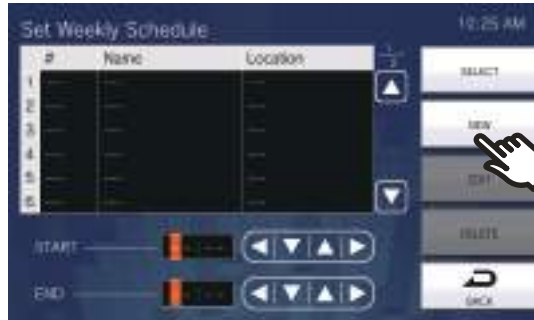 Set Weekly Schedule
10:25 AM
# Name Location
SELECT
1 --- --- ---
2 --- --- ---
3 --- --- ---
4 --- --- ---
5 --- --- ---
6 --- --- ---
NEW
EDIT
DELETE
START
END
BACK